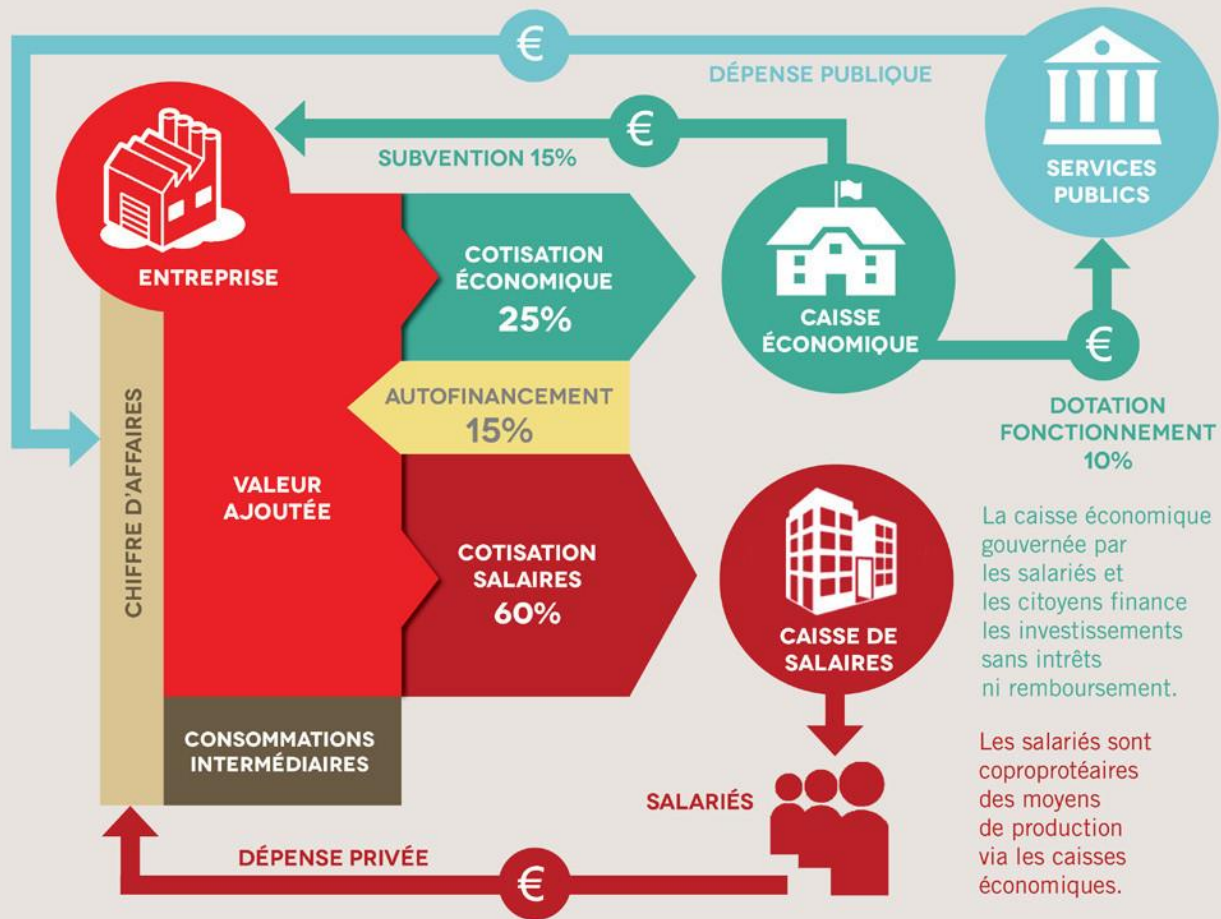 €
DÉPENSE PUBLIQUE
SERVICES
PUBLICS
€
SUBVENTION 15%
ENTREPRISE
COTISATION
ÉCONOMIQUE
25%
CAISSE
ÉCONOMIQUE
€
DOTATION
FONCTIONNEMENT
10%
AUTOFINANCEMENT
15%
CHIFFRE D'AFFAIRES
VALEUR
AJOUTÉE
COTISATION
SALAIRES
60%
CAISSE DE
SALAIRES
La caisse économique
gouvernée par
les salariés et
les citoyens finance
les investissements
sans intrêts
ni remboursement.
CONSOMMATIONS
INTERMÉDIAIRES
SALARIÉS
Les salariés sont
coproprotéaires
des moyens
de production
via les caisses
économiques.
DÉPENSE PRIVÉE
€